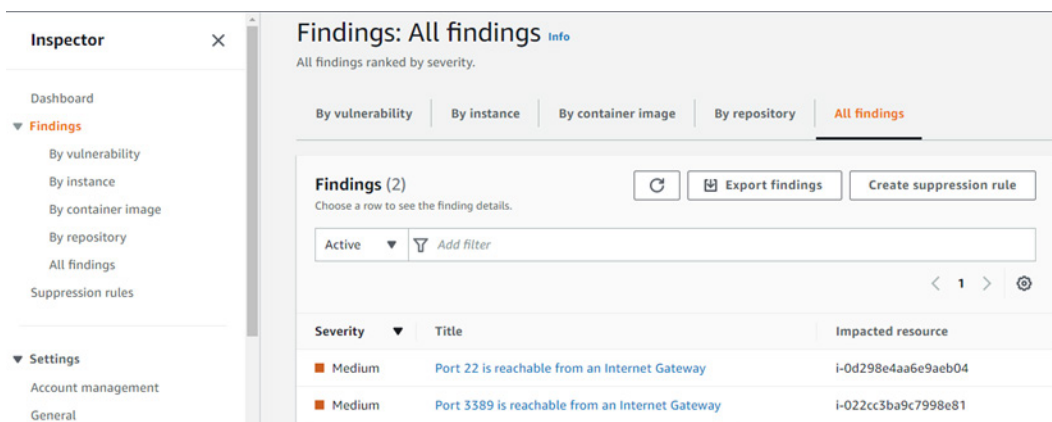 Inspector
Dashboard
Findings
By vulnerability
By instance
By container image
By repository
All findings
Suppression rules
Settings
Account management
General
Findings: All findings Info
All findings ranked by severity.
By vulnerability By instance By container image By repository All findings
Findings (2) Export findings Create suppression rule
Choose a row to see the finding details.
Active Add filter
1
Severity Title Impacted resource
Medium Port 22 is reachable from an Internet Gateway i-0d298e4aa6e9aeb04
Medium Port 3389 is reachable from an Internet Gateway i-022cc3ba9c7998e81